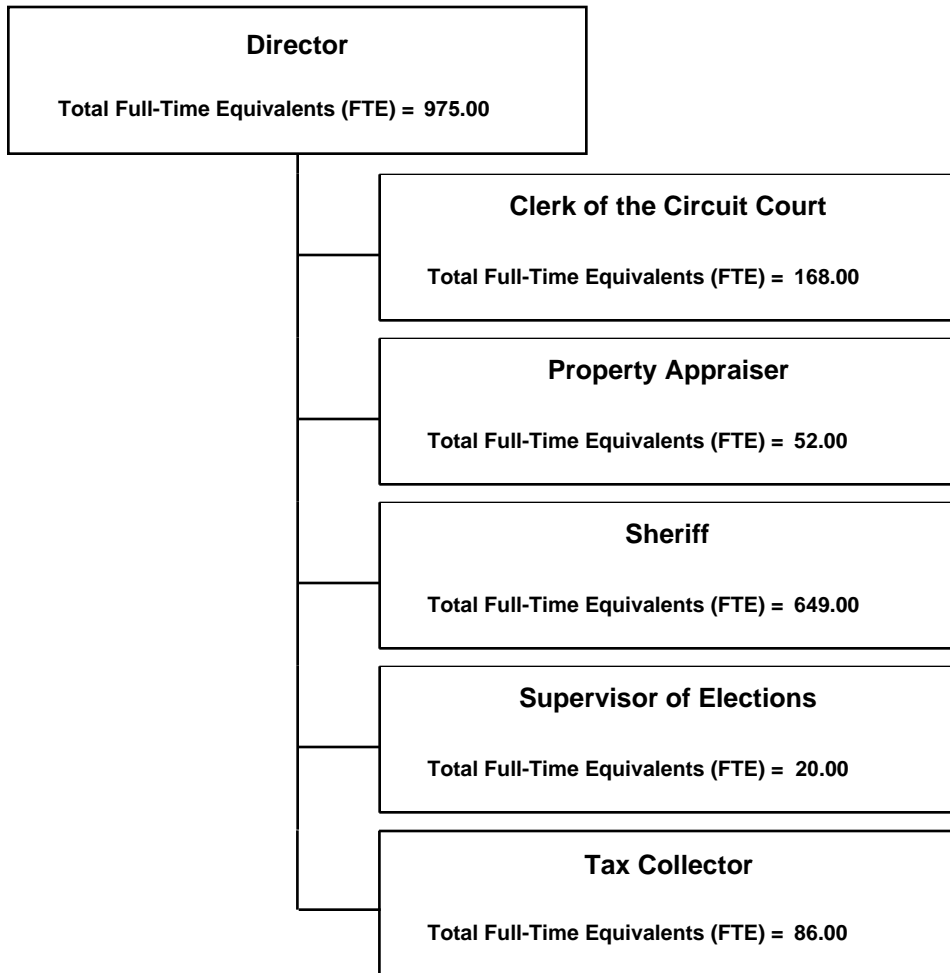 Director
Total Full-Time Equivalents (FTE) = 975.00
Clerk of the Circuit Court
Total Full-Time Equivalents (FTE) = 168.00
Property Appraiser
Total Full-Time Equivalents (FTE) = 52.00
Sheriff
Total Full-Time Equivalents (FTE) = 649.00
Supervisor of Elections
Total Full-Time Equivalents (FTE) = 20.00
Tax Collector
Total Full-Time Equivalents (FTE) = 86.00